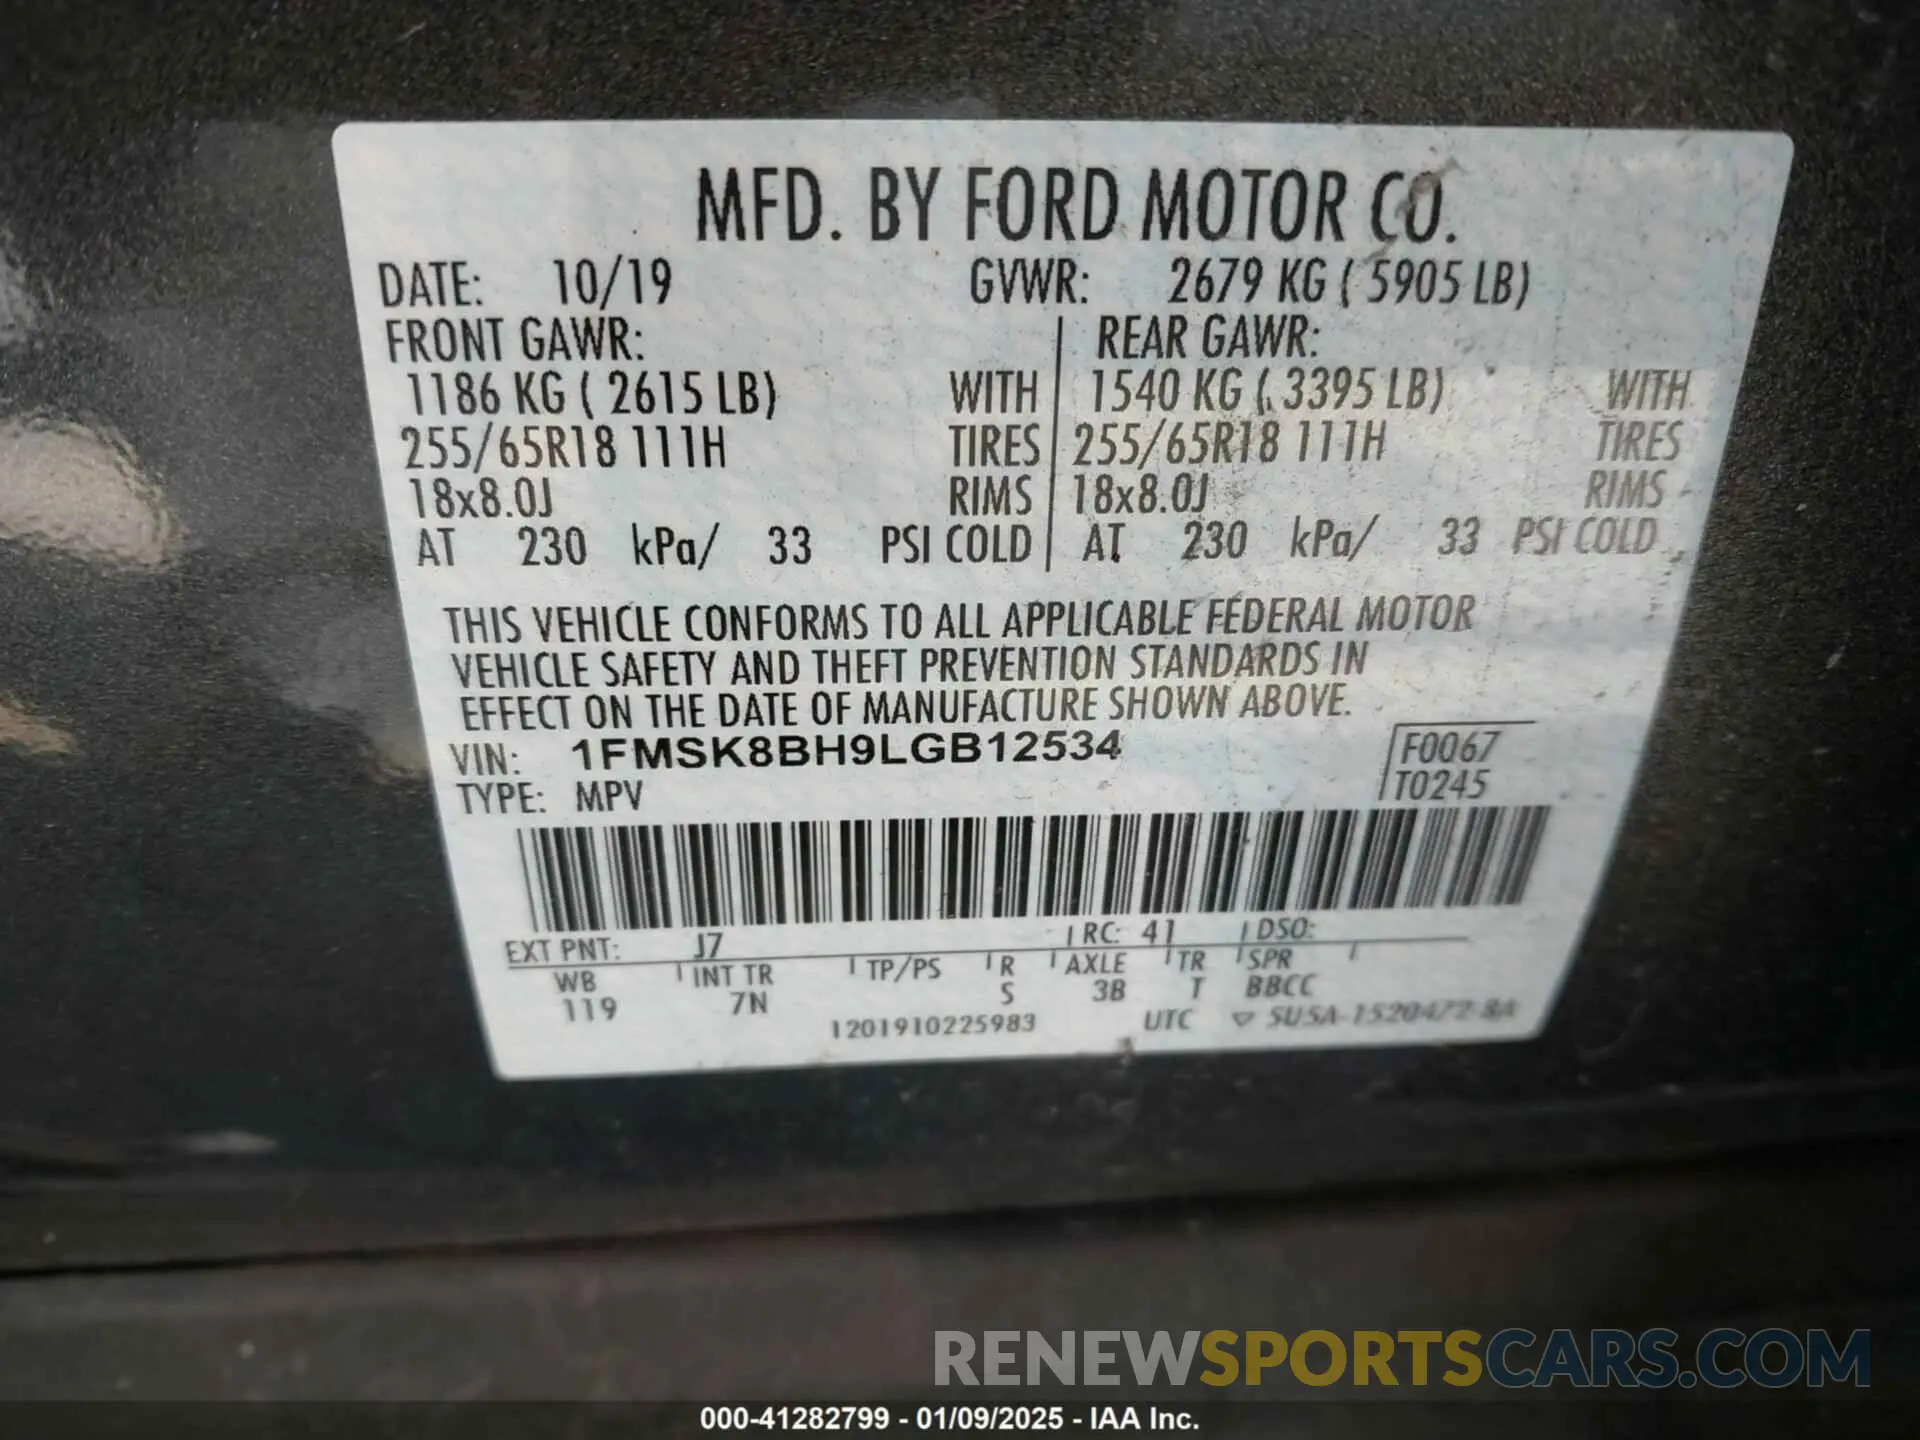 MFD. BY FORD MOTOR CO.
DATE: 10/19 GVWR: 2679 KG ( 5905 LB)
FRONT GAWR: REAR GAWR:
1186 KG ( 2615 LB) WITH 1540 KG ( 3395 LB) WITH
255/65R18 111H TIRES 255/65R18 111H TIRES
18x8.0J RIMS 18x8.0J RIMS
AT 230 kPa/ 33 PSI COLD AT 230 kPa/ 33 PSI COLD
THIS VEHICLE CONFORMS TO ALL APPLICABLE FEDERAL MOTOR
VEHICLE SAFETY AND THEFT PREVENTION STANDARDS IN
EFFECT ON THE DATE OF MANUFACTURE SHOWN ABOVE.
VIN: 1FMSK8BH9LGB12534 F0067
TYPE: MPV T0245
EXT PNT: J7 RC: 41 DSO:
WB INT TR TP/PS R AXLE TR SPR
119 7N S 3B T BBCC
1201910225983 UTC ▽ SU5A-1520472-8A
RENEWSPORTSCARS.COM
000-41282799 - 01/09/2025 - IAA Inc.